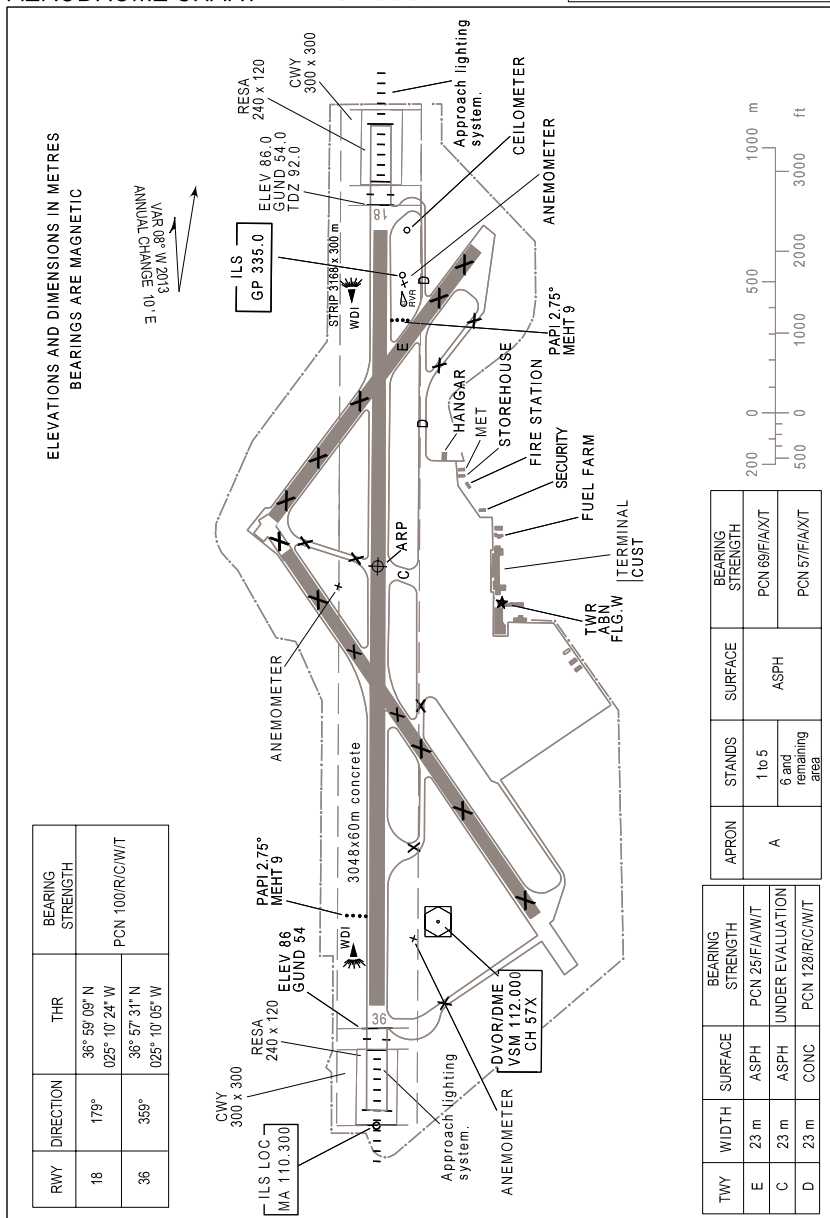 ELEVATIONS AND DIMENSIONS IN METRES
BEARINGS ARE MAGNETIC
VAR 08° W 2013
ANNUAL CHANGE 10' E
RESA
240 x 120
CWY
300 x 300
Approach lighting
system.
ELEV 86.0
GUND 54.0
TDZ 92.0
CEILOMETER
ANEMOMETER
ILS
GP 335.0
STRIP 3168 x 300 m
WDI
18
RVR
D
E
PAPI 2.75°
MEHT 9
D
HANGAR
MET
STOREHOUSE
FIRE STATION
SECURITY
FUEL FARM
TERMINAL
CUST
TWR
ABN
FLG.W
ARP
C
ANEMOMETER
3048x60m concrete
PAPI 2.75°
MEHT 9
WDI
ELEV 86
GUND 54
36
RESA
240 x 120
CWY
300 x 300
ILS LOC
MA 110.300
Approach lighting
system.
ANEMOMETER
DVOR/DME
VSM 112.000
CH 57X
200 0 500 1000 m
500 0 1000 2000 3000 ft
RWY DIRECTION THR BEARING STRENGTH
18 179° 36° 59' 09" N 025° 10' 24" W PCN 100/R/C/W/T
36 359° 36° 57' 31" N 025° 10' 05" W
TWY WIDTH SURFACE BEARING STRENGTH
E 23 m ASPH PCN 25/F/A/W/T
C 23 m ASPH UNDER EVALUATION
D 23 m CONC PCN 128/R/C/W/T
APRON STANDS SURFACE BEARING STRENGTH
A 1 to 5 ASPH PCN 69/F/A/X/T
6 and remaining area PCN 57/F/A/X/T